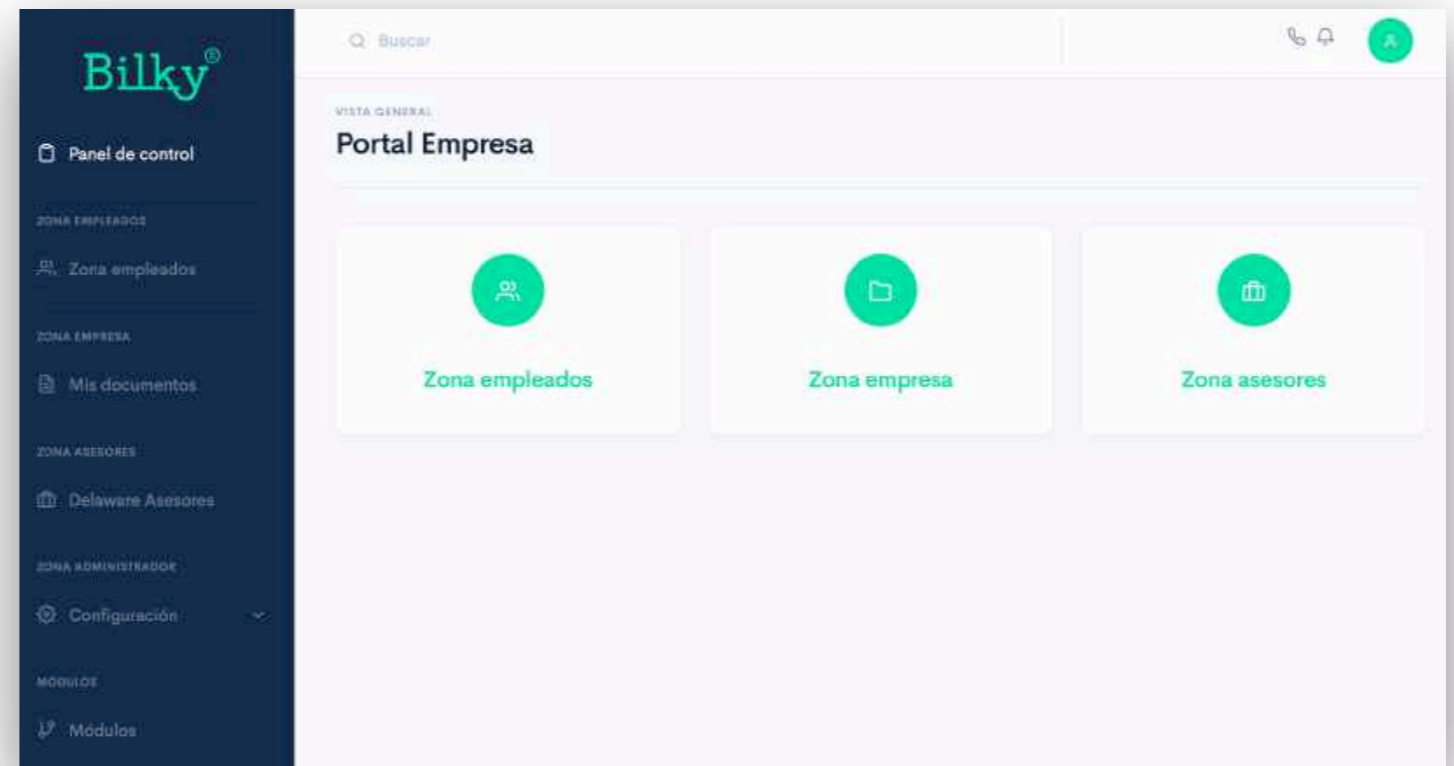 Bilky®
Panel de control
ZONA EMPLEADOS
Zona empleados
ZONA EMPRESA
Mis documentos
ZONA ASESORES
Delaware Asesores
ZONA ADMINISTRADOR
Configuración
MÓDULOS
Módulos
Buscar
VISTA GENERAL
Portal Empresa
Zona empleados
Zona empresa
Zona asesores